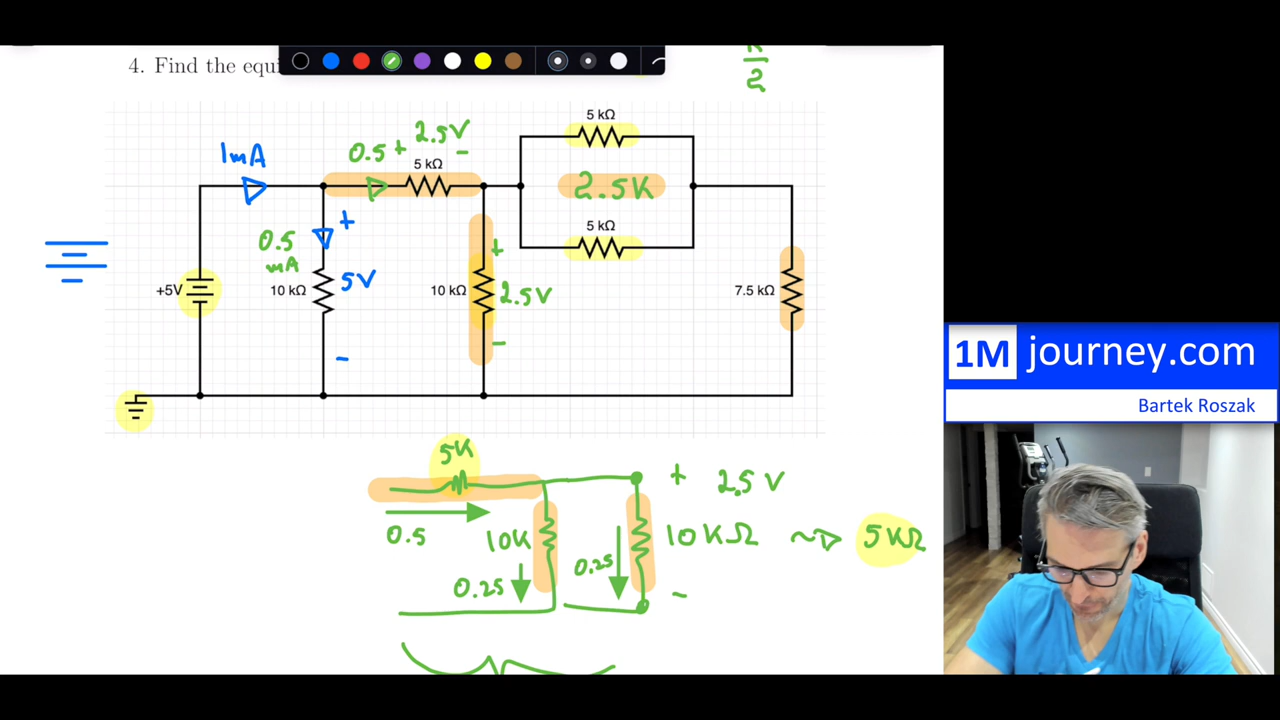 4. Find the equi
2
5 kΩ
1mA
0.5 + 2.5V -
5 kΩ
2.5K
5 kΩ
+
0.5
mA
+5V
10 kΩ
5V
-
+
10 kΩ
2.5V
-
7.5 kΩ
5K
+ 2.5 V
0.5
10K
0.25
0.25
10KΩ
5KΩ
-
1M journey.com
Bartek Roszak